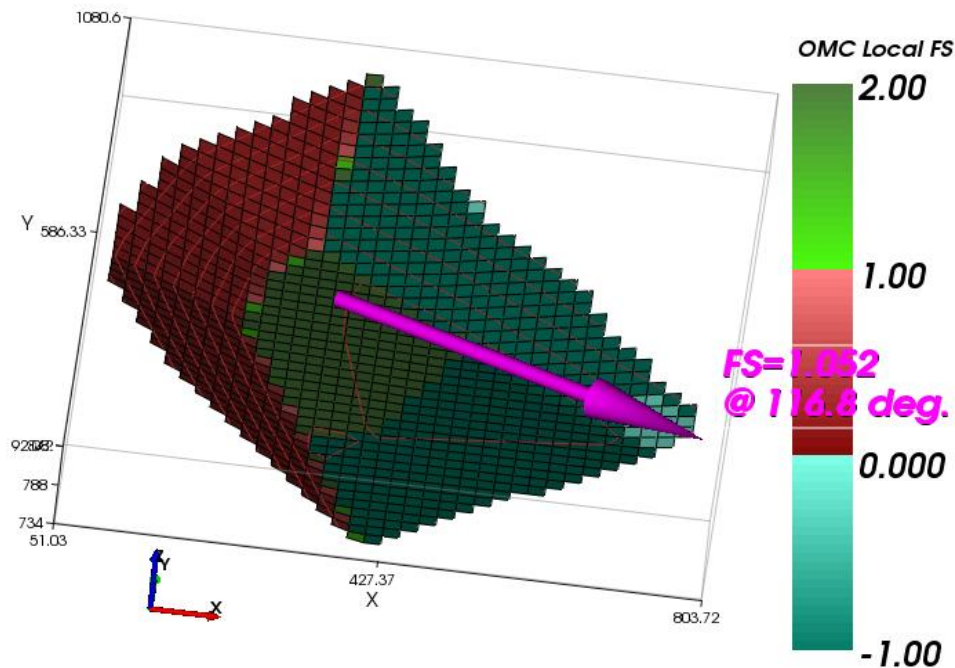 1080.6
OMC Local FS
2.00
Y
586.33
1.00
FS=1.052
@ 116.8 deg.
0.000
788
734
51.03
427.37
X
803.72
Y
X
-1.00